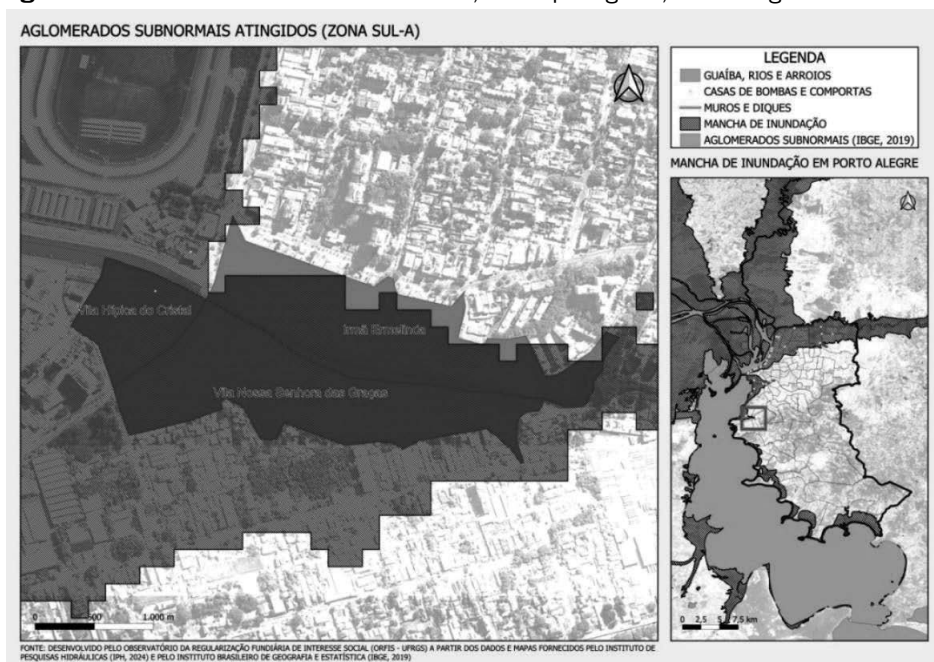 AGLOMERADOS SUBNORMAIS ATINGIDOS (ZONA SUL-A)
Vila Hípica do Cristal
Irmã Ermelinda
Vila Nossa Senhora das Graças
0 500 1.000 m
LEGENDA
GUAÍBA, RIOS E ARROIOS
CASAS DE BOMBAS E COMPORTAS
MUROS E DIQUES
MANCHA DE INUNDAÇÃO
AGLOMERADOS SUBNORMAIS (IBGE, 2019)
MANCHA DE INUNDAÇÃO EM PORTO ALEGRE
0 2,5 5 7,5 km
FONTE: DESENVOLVIDO PELO OBSERVATÓRIO DA REGULARIZAÇÃO FUNDIÁRIA DE INTERESSE SOCIAL (ORFIS - UFRGS) A PARTIR DOS DADOS E MAPAS FORNECIDOS PELO INSTITUTO DE
PESQUISAS HIDRÁULICAS (IPH, 2024) E PELO INSTITUTO BRASILEIRO DE GEOGRAFIA E ESTATÍSTICA (IBGE, 2019)